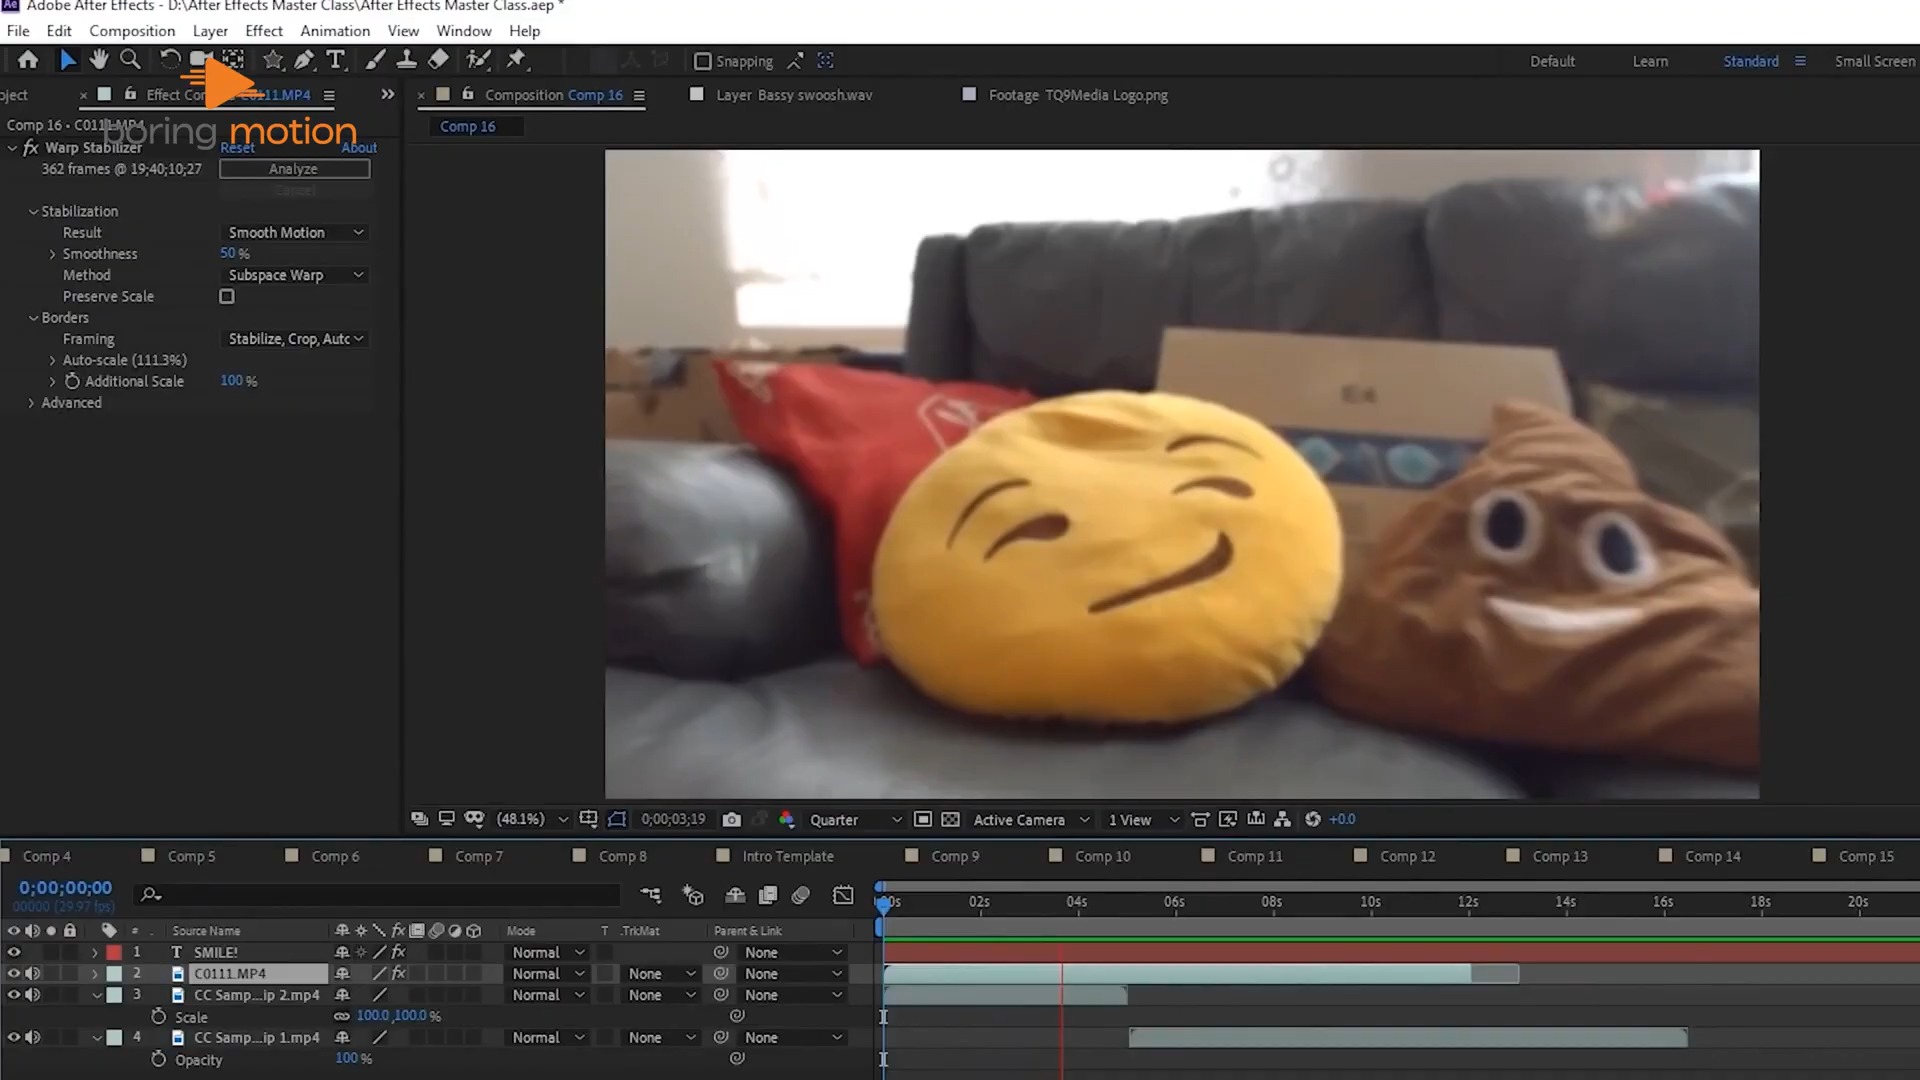 Adobe After Effects - D:\After Effects Master Class\After Effects Master Class.aep *
File Edit Composition Layer Effect Animation View Window Help
Snapping Default Learn Standard Small Screen
oject Effect Con C0111.MP4 Composition Comp 16 Layer Bassy swoosh.wav Footage TQ9Media Logo.png
Comp 16 • C0111.MP4 Comp 16
boring motion
fx Warp Stabilizer Reset About
362 frames @ 19;40;10;27 Analyze
Cancel
Stabilization
Result Smooth Motion
Smoothness 50 %
Method Subspace Warp
Preserve Scale
Borders
Framing Stabilize, Crop, Auto
Auto-scale (111.3%)
Additional Scale 100 %
Advanced
(48.1%) 0;00;03;19 Quarter Active Camera 1 View +0.0
Comp 4 Comp 5 Comp 6 Comp 7 Comp 8 Intro Template Comp 9 Comp 10 Comp 11 Comp 12 Comp 13 Comp 14 Comp 15
0;00;00;00
00000 (29.97 fps)
00s 02s 04s 06s 08s 10s 12s 14s 16s 18s 20s
# Source Name fx Mode T .TrkMat Parent & Link
1 T SMILE! fx Normal None
2 C0111.MP4 fx Normal None None
3 CC Samp...ip 2.mp4 Normal None None
Scale 100.0,100.0 %
4 CC Samp...ip 1.mp4 Normal None None
Opacity 100 %